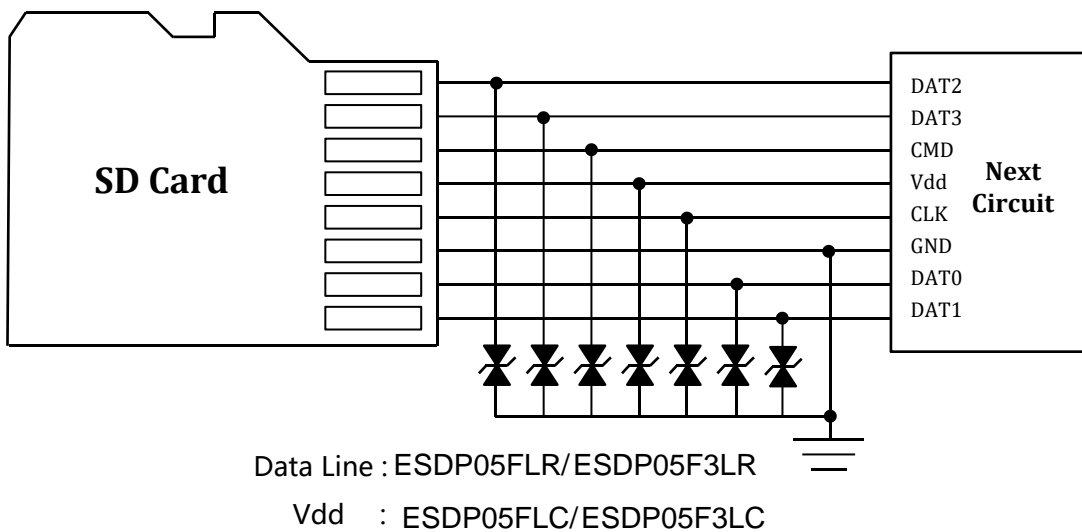 SD Card
DAT2
DAT3
CMD
Vdd
CLK
GND
DAT0
DAT1
Next
Circuit
Data Line : ESDP05FLR/ESDP05F3LR
Vdd : ESDP05FLC/ESDP05F3LC